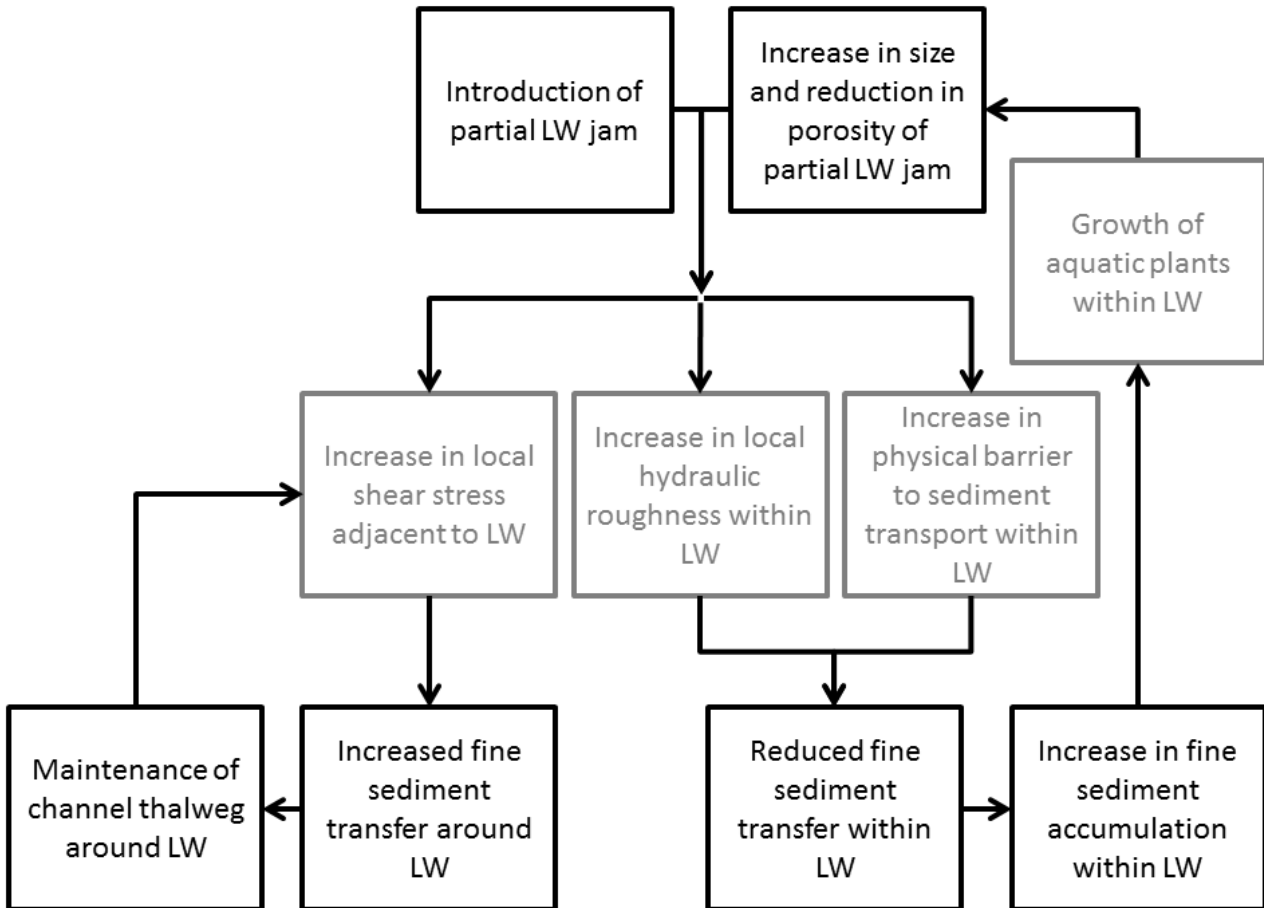 Introduction of
partial LW jam
Increase in size
and reduction in
porosity of
partial LW jam
Growth of
aquatic plants
within LW
Increase in local
shear stress
adjacent to LW
Increase in local
hydraulic
roughness within
LW
Increase in
physical barrier
to sediment
transport within
LW
Maintenance of
channel thalweg
around LW
Increased fine
sediment
transfer around
LW
Reduced fine
sediment
transfer within
LW
Increase in fine
sediment
accumulation
within LW